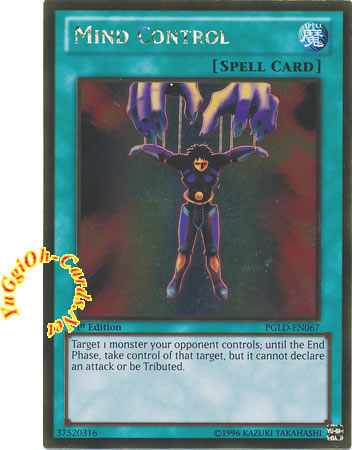 MIND CONTROL
魔
[SPELL CARD]
YuGgiOh-Cards.Net
1st Edition
PGLD-EN067
Target 1 monster your opponent controls; until the End
Phase, take control of that target, but it cannot declare
an attack or be Tributed.
37520316
©1996 KAZUKI TAKAHASHI